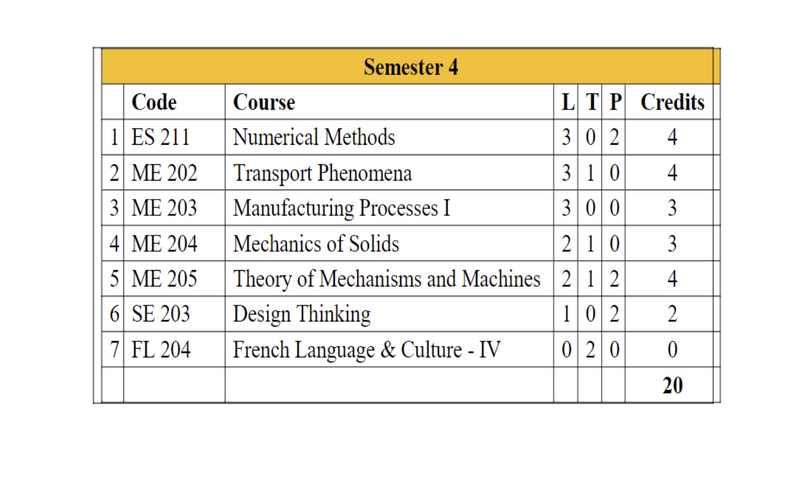 Semester 4
Code Course L T P Credits
1 ES 211 Numerical Methods 3 0 2 4
2 ME 202 Transport Phenomena 3 1 0 4
3 ME 203 Manufacturing Processes I 3 0 0 3
4 ME 204 Mechanics of Solids 2 1 0 3
5 ME 205 Theory of Mechanisms and Machines 2 1 2 4
6 SE 203 Design Thinking 1 0 2 2
7 FL 204 French Language & Culture - IV 0 2 0 0
20